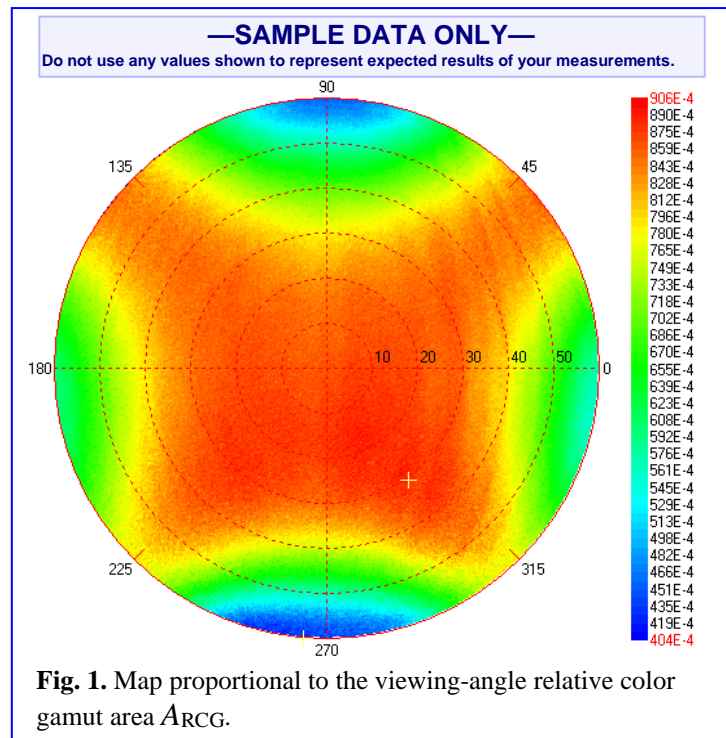 —SAMPLE DATA ONLY—
Do not use any values shown to represent expected results of your measurements.
90
135
45
180
10 20 30 40 50 0
225
315
270
906E-4
890E-4
875E-4
859E-4
843E-4
828E-4
812E-4
796E-4
780E-4
765E-4
749E-4
733E-4
718E-4
702E-4
686E-4
670E-4
655E-4
639E-4
623E-4
608E-4
592E-4
576E-4
561E-4
545E-4
529E-4
513E-4
498E-4
482E-4
466E-4
451E-4
435E-4
419E-4
404E-4
Fig. 1. Map proportional to the viewing-angle relative color
gamut area ARCG.